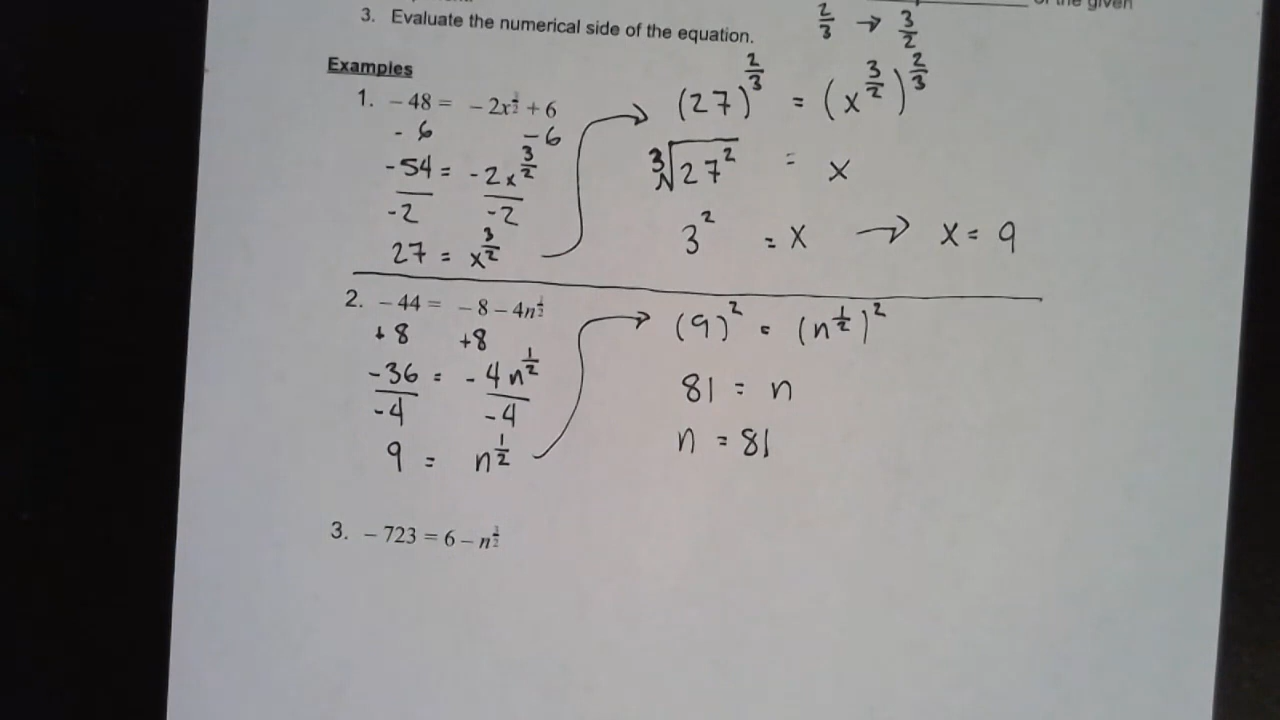 of the given
3. Evaluate the numerical side of the equation.
2/3 → 3/2
Examples
1. – 48 = – 2x^(3/2) + 6
- 6 -6
-54 = -2x^(3/2)
-2 -2
27 = x^(3/2)
(27)^(2/3) = (x^(3/2))^(2/3)
∛27² = x
3² = x → x = 9
2. – 44 = – 8 – 4n^(1/2)
+8 +8
-36 = -4n^(1/2)
-4 -4
9 = n^(1/2)
(9)² = (n^(1/2))²
81 = n
n = 81
3. – 723 = 6 – n^(3/2)